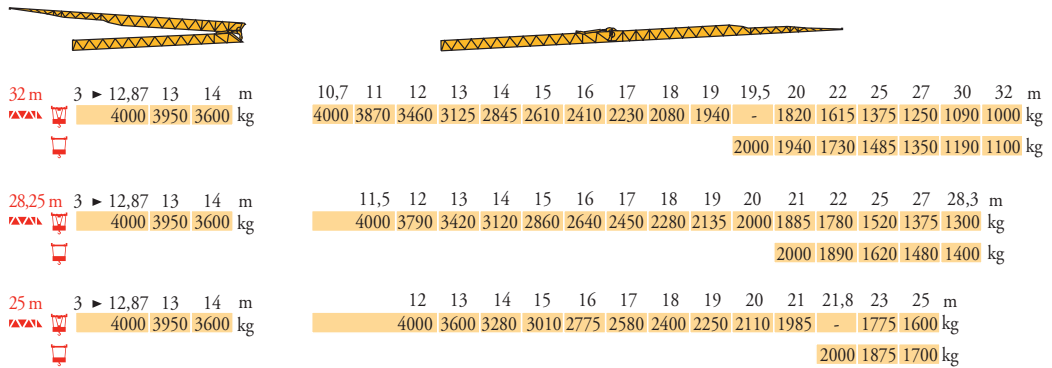 32 m 3 ► 12,87 13 14 m 10,7 11 12 13 14 15 16 17 18 19 19,5 20 22 25 27 30 32 m
4000 3950 3600 kg 4000 3870 3460 3125 2845 2610 2410 2230 2080 1940 - 1820 1615 1375 1250 1090 1000 kg
2000 1940 1730 1485 1350 1190 1100 kg
28,25 m 3 ► 12,87 13 14 m 11,5 12 13 14 15 16 17 18 19 20 21 22 25 27 28,3 m
4000 3950 3600 kg 4000 3790 3420 3120 2860 2640 2450 2280 2135 2000 1885 1780 1520 1375 1300 kg
2000 1890 1620 1480 1400 kg
25 m 3 ► 12,87 13 14 m 12 13 14 15 16 17 18 19 20 21 21,8 23 25 m
4000 3950 3600 kg 4000 3600 3280 3010 2775 2580 2400 2250 2110 1985 - 1775 1600 kg
2000 1875 1700 kg